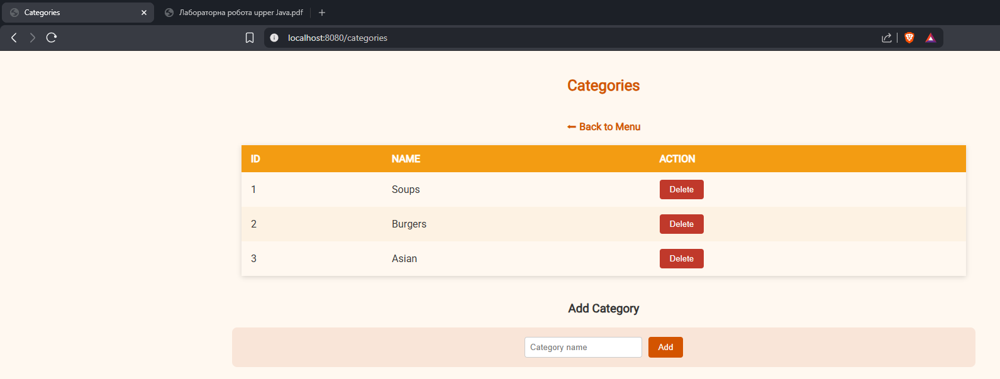 Categories
Лабораторна робота upper Java.pdf
localhost:8080/categories
Categories
Back to Menu
ID NAME ACTION
1 Soups Delete
2 Burgers Delete
3 Asian Delete
Add Category
Category name Add